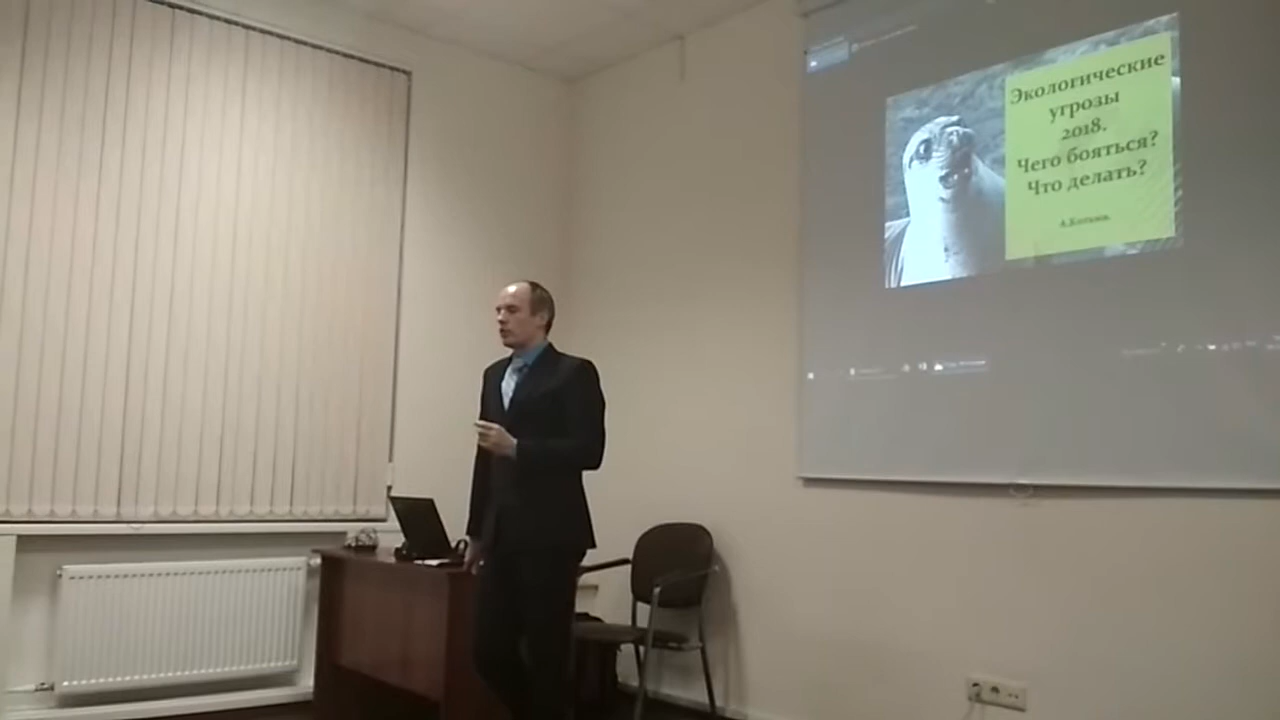 Экологические
угрозы
2018.
Чего бояться?
Что делать?